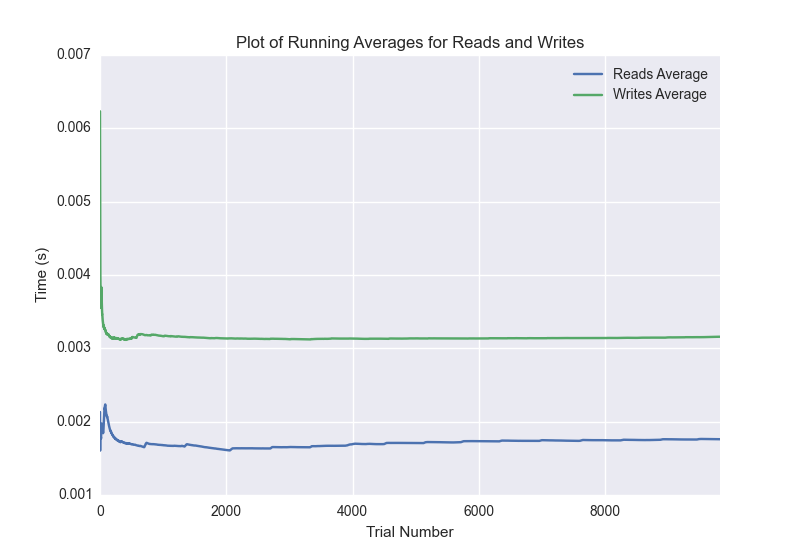 Plot of Running Averages for Reads and Writes
0.007
Reads Average
Writes Average
0.006
0.005
0.004
Time (s)
0.003
0.002
0.001
0 2000 4000 6000 8000
Trial Number